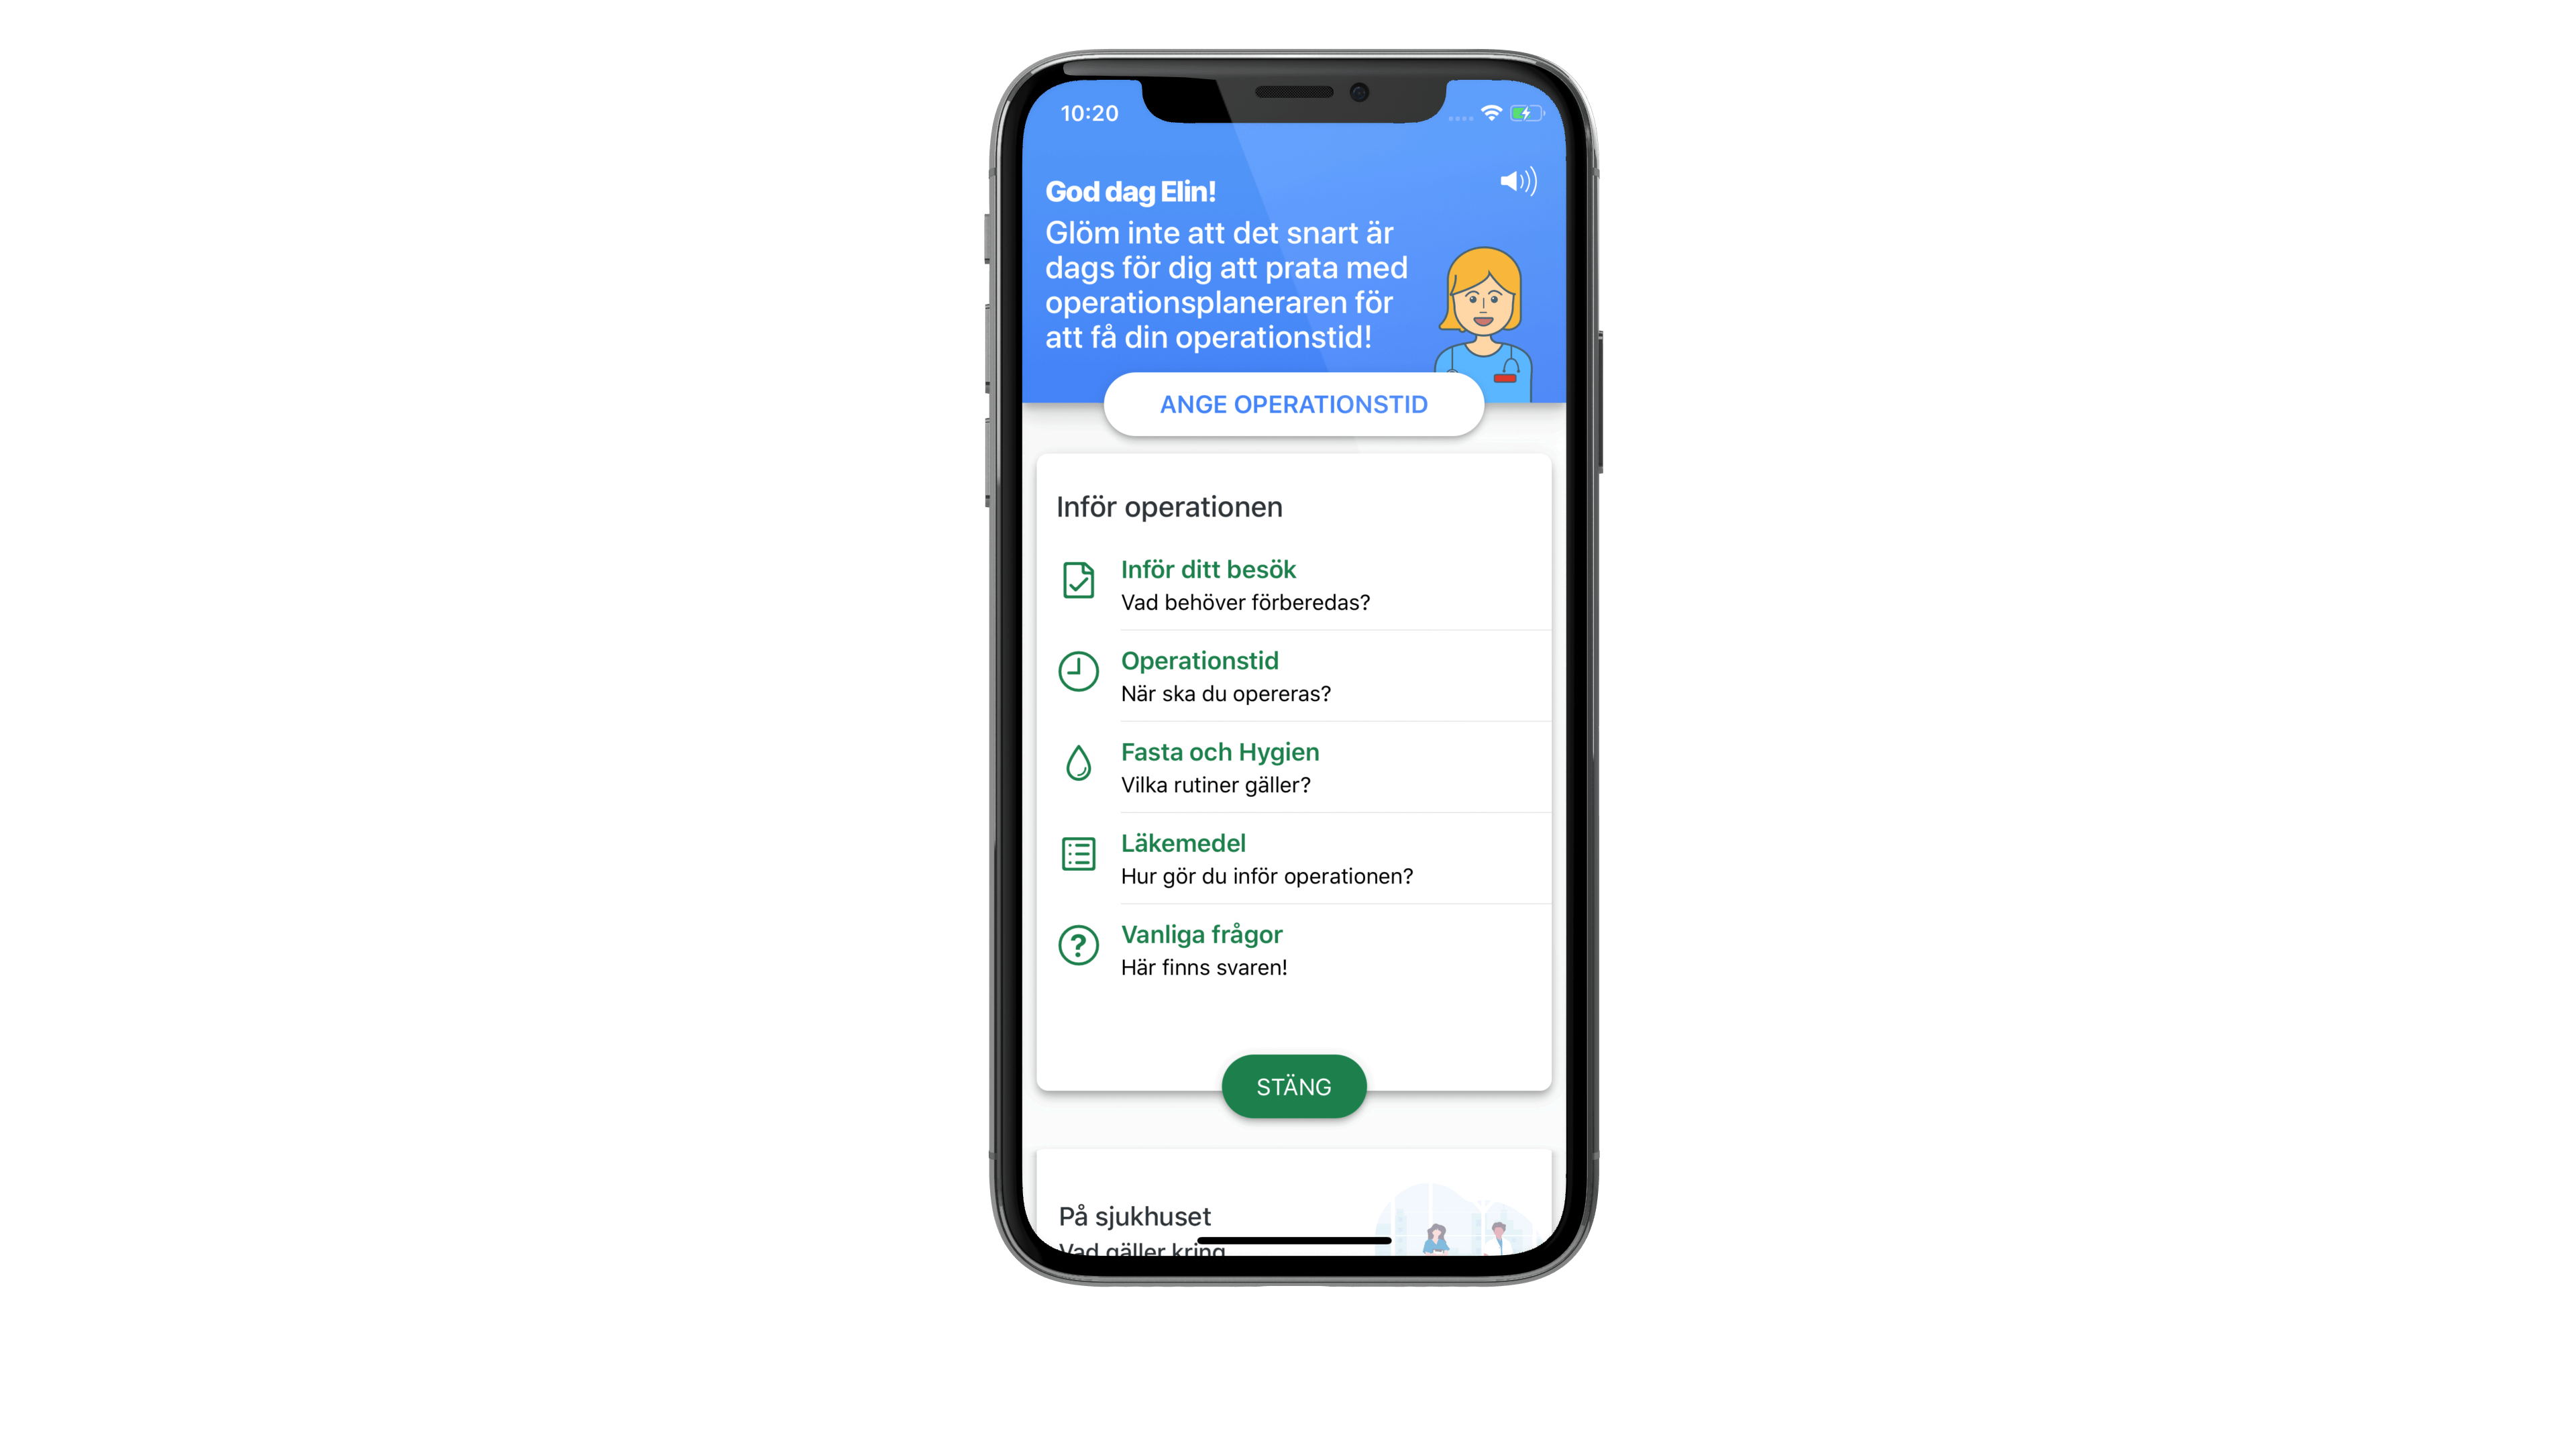 10:20
God dag Elin!
Glöm inte att det snart är
dags för dig att prata med
operationsplaneraren för
att få din operationstid!
ANGE OPERATIONSTID
Inför operationen
Inför ditt besök
Vad behöver förberedas?
Operationstid
När ska du opereras?
Fasta och Hygien
Vilka rutiner gäller?
Läkemedel
Hur gör du inför operationen?
Vanliga frågor
Här finns svaren!
STÄNG
På sjukhuset
Vad gäller kring